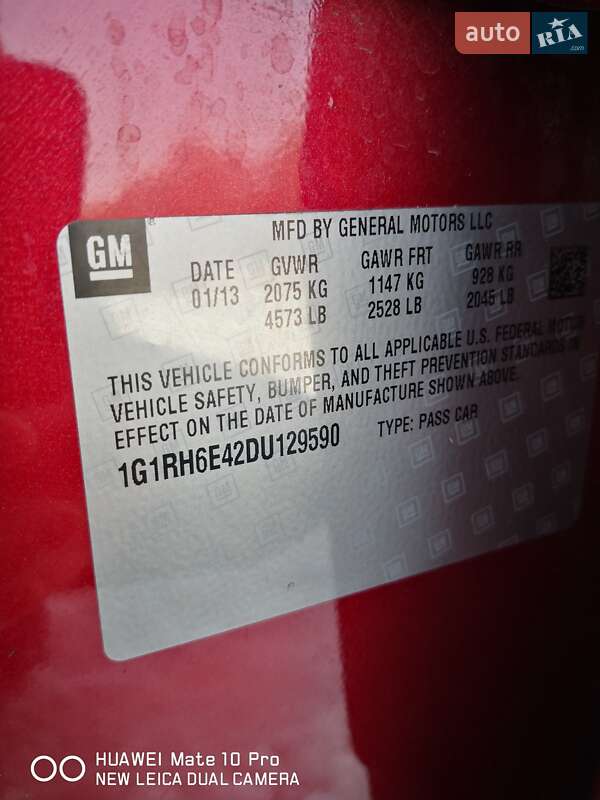 auto RIA.com
GM
MFD BY GENERAL MOTORS LLC
DATE GVWR GAWR FRT GAWR RR
01/13 2075 KG 1147 KG 928 KG
4573 LB 2528 LB 2045 LB
THIS VEHICLE CONFORMS TO ALL APPLICABLE U.S. FEDERAL MOTOR
VEHICLE SAFETY, BUMPER, AND THEFT PREVENTION STANDARDS IN
EFFECT ON THE DATE OF MANUFACTURE SHOWN ABOVE.
1G1RH6E42DU129590 TYPE: PASS CAR
HUAWEI Mate 10 Pro
NEW LEICA DUAL CAMERA